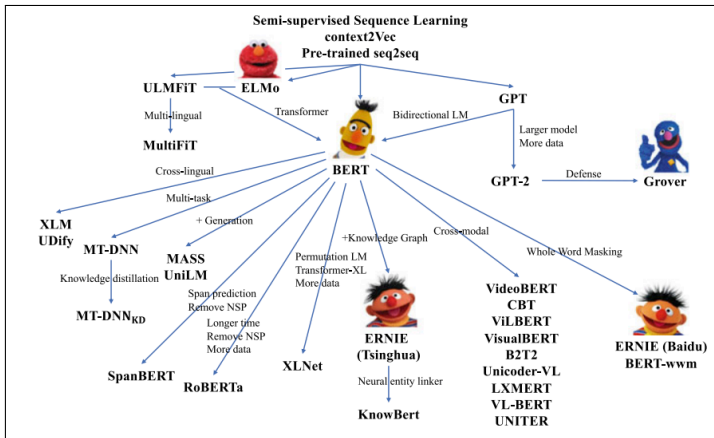 Semi-supervised Sequence Learning
context2Vec
Pre-trained seq2seq
ULMFiT
ELMo
GPT
Multi-lingual
Transformer
Bidirectional LM
Larger model
More data
MultiFiT
BERT
GPT-2
Defense
Grover
Cross-lingual
Multi-task
+ Generation
+Knowledge Graph
Cross-modal
Whole Word Masking
XLM
UDify
MT-DNN
MASS
UniLM
Permutation LM
Transformer-XL
More data
Knowledge distillation
Span prediction
Remove NSP
Longer time
Remove NSP
More data
MT-DNNKD
SpanBERT
RoBERTa
XLNet
ERNIE
(Tsinghua)
Neural entity linker
KnowBert
VideoBERT
CBT
ViLBERT
VisualBERT
B2T2
Unicoder-VL
LXMERT
VL-BERT
UNITER
ERNIE (Baidu)
BERT-wwm